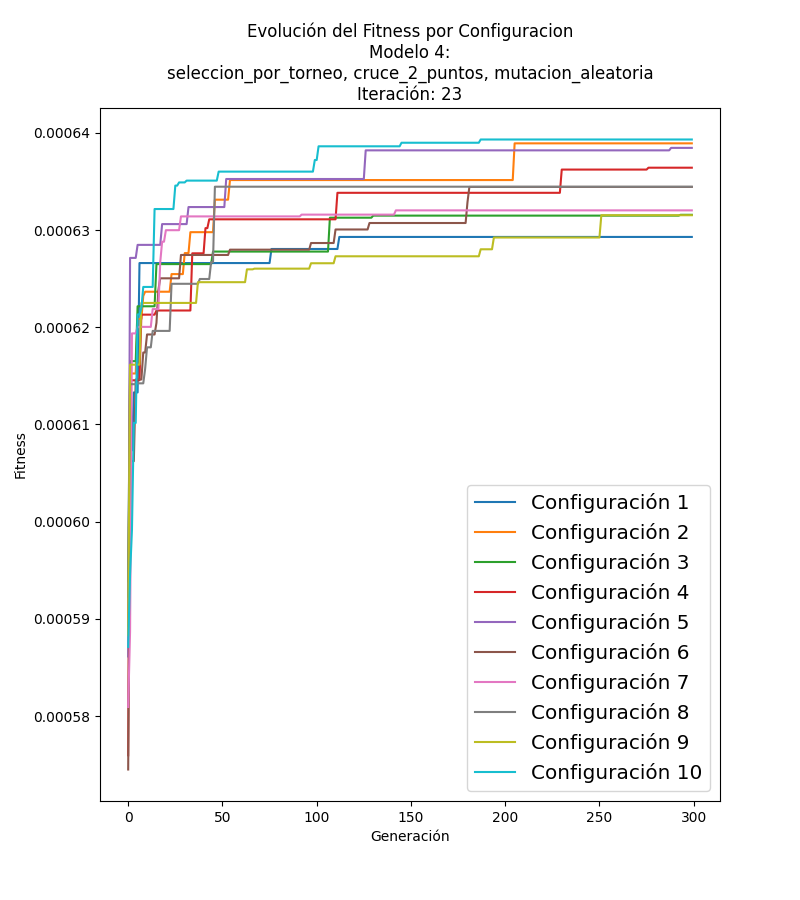 Evolución del Fitness por Configuracion
Modelo 4:
seleccion_por_torneo, cruce_2_puntos, mutacion_aleatoria
Iteración: 23
0.00064
0.00063
0.00062
0.00061
0.00060
0.00059
0.00058
Fitness
Configuración 1
Configuración 2
Configuración 3
Configuración 4
Configuración 5
Configuración 6
Configuración 7
Configuración 8
Configuración 9
Configuración 10
0 50 100 150 200 250 300
Generación